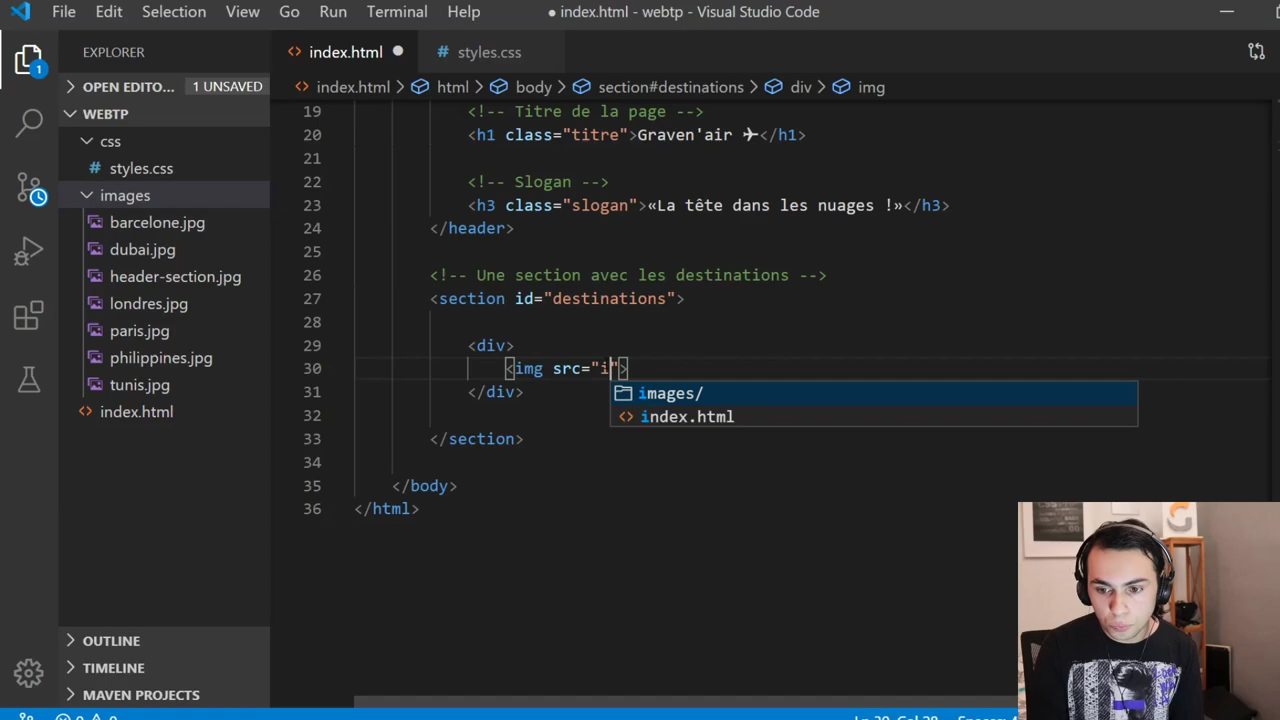 File Edit Selection View Go Run Terminal Help ● index.html - webtp - Visual Studio Code
EXPLORER
OPEN EDITO... 1 UNSAVED
WEBTP
css
# styles.css
images
barcelone.jpg
dubai.jpg
header-section.jpg
londres.jpg
paris.jpg
philippines.jpg
tunis.jpg
<> index.html
OUTLINE
TIMELINE
MAVEN PROJECTS
1
<> index.html ● # styles.css
<> index.html > html > body > section#destinations > div > img
19 <!-- Titre de la page -->
20 <h1 class="titre">Graven'air ✈</h1>
21
22 <!-- Slogan -->
23 <h3 class="slogan">«La tête dans les nuages !»</h3>
24 </header>
25
26 <!-- Une section avec les destinations -->
27 <section id="destinations">
28
29 <div>
30 <img src="i">
images/
<> index.html
31 </div>
32
33 </section>
34
35 </body>
36 </html>